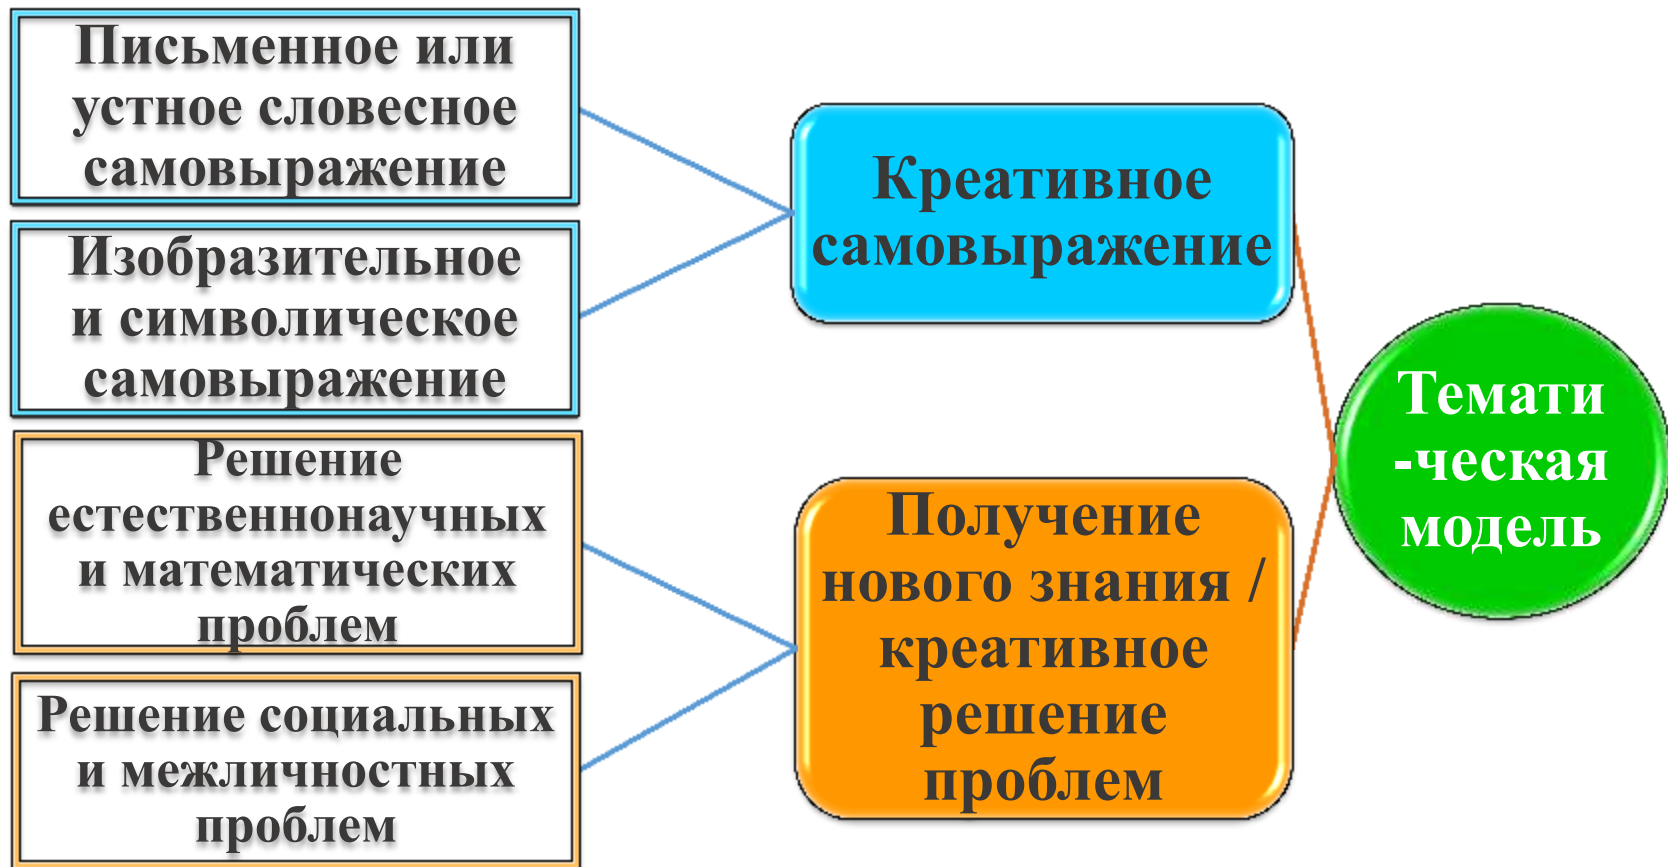 Письменное или
устное словесное
самовыражение
Изобразительное
и символическое
самовыражение
Решение
естественнонаучных
и математических
проблем
Решение социальных
и межличностных
проблем
Креативное
самовыражение
Получение
нового знания /
креативное
решение
проблем
Темати
-ческая
модель